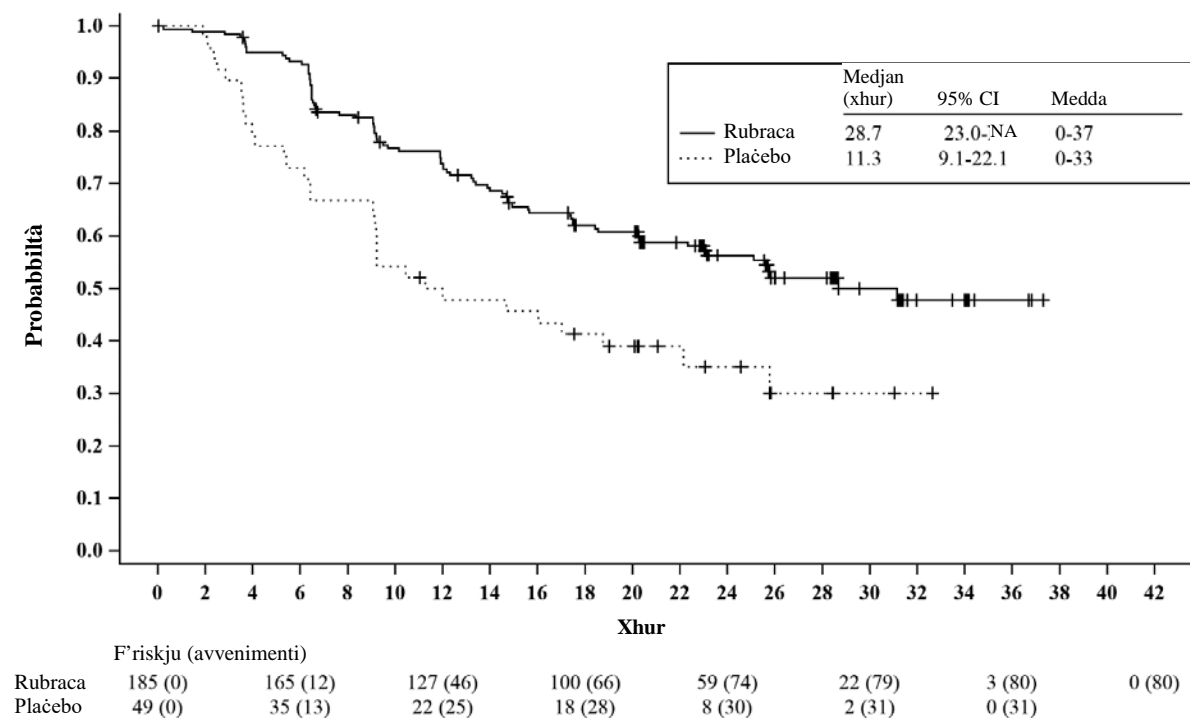 1.0
0.9
0.8
0.7
0.6
0.5
0.4
0.3
0.2
0.1
0.0
Probabbiltà
Medjan
(xhur) 95% CI Medda
Rubraca 28.7 23.0-NA 0-37
Plaċebo 11.3 9.1-22.1 0-33
0 2 4 6 8 10 12 14 16 18 20 22 24 26 28 30 32 34 36 38 40 42
Xhur
F'riskju (avvenimenti)
Rubraca 185 (0) 165 (12) 127 (46) 100 (66) 59 (74) 22 (79) 3 (80) 0 (80)
Plaċebo 49 (0) 35 (13) 22 (25) 18 (28) 8 (30) 2 (31) 0 (31)